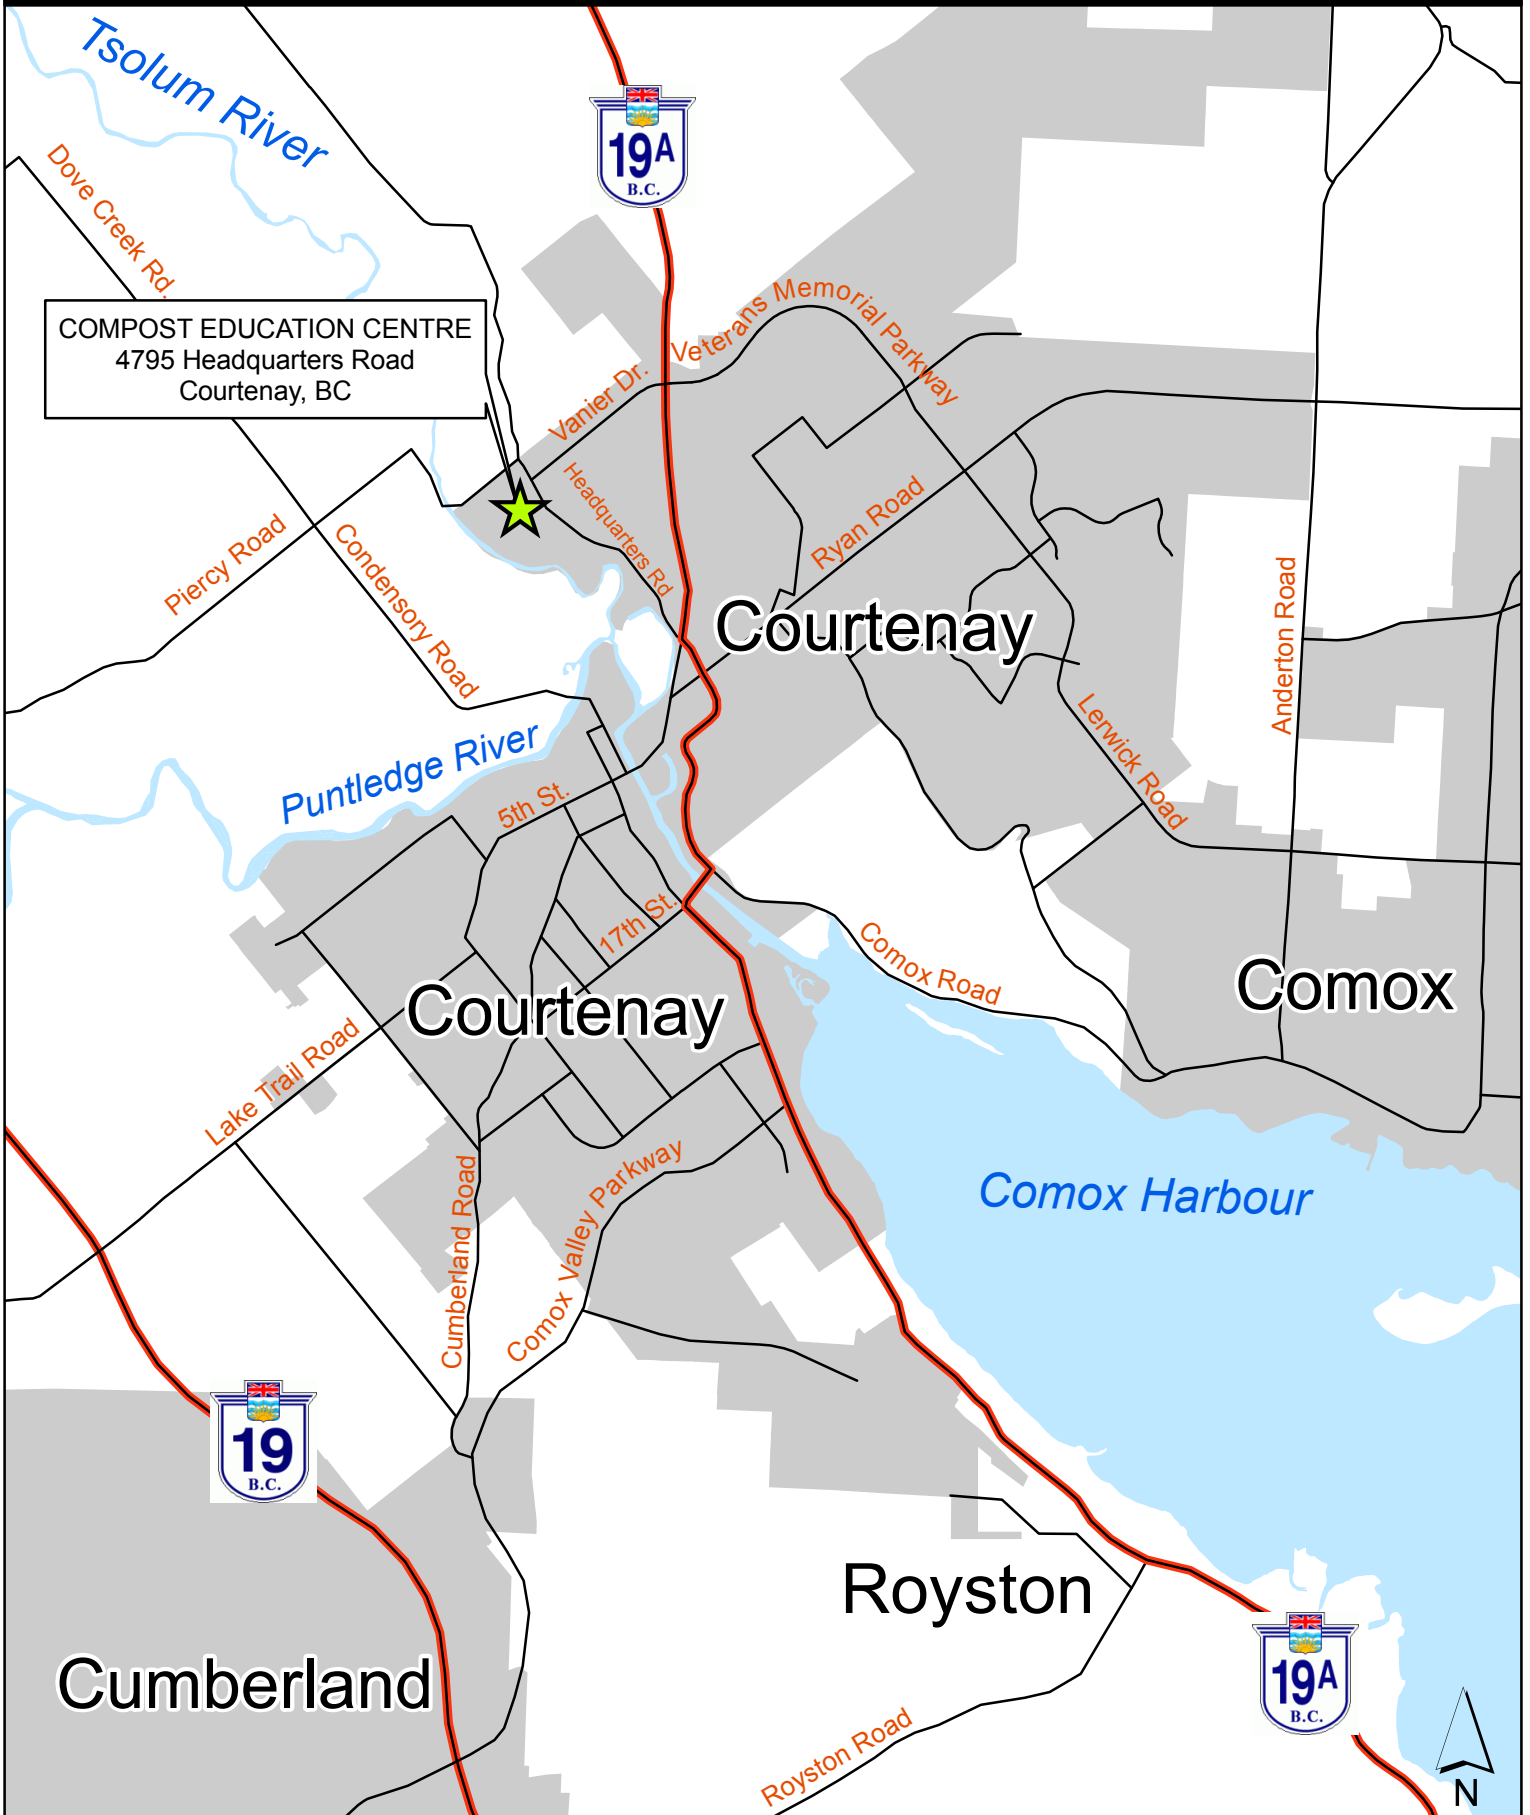 Tsolum River
19A
B.C.
Dove Creek Rd.
COMPOST EDUCATION CENTRE
4795 Headquarters Road
Courtenay, BC
Veterans Memorial Parkway
Vanier Dr.
Headquarters Rd
Ryan Road
Piercy Road
Condensory Road
Courtenay
Anderton Road
Lerwick Road
Puntledge River
5th St.
17th St.
Comox Road
Comox
Courtenay
Lake Trail Road
Comox Harbour
Cumberland Road
Comox Valley Parkway
19
B.C.
Royston
Cumberland
19A
B.C.
Royston Road
N